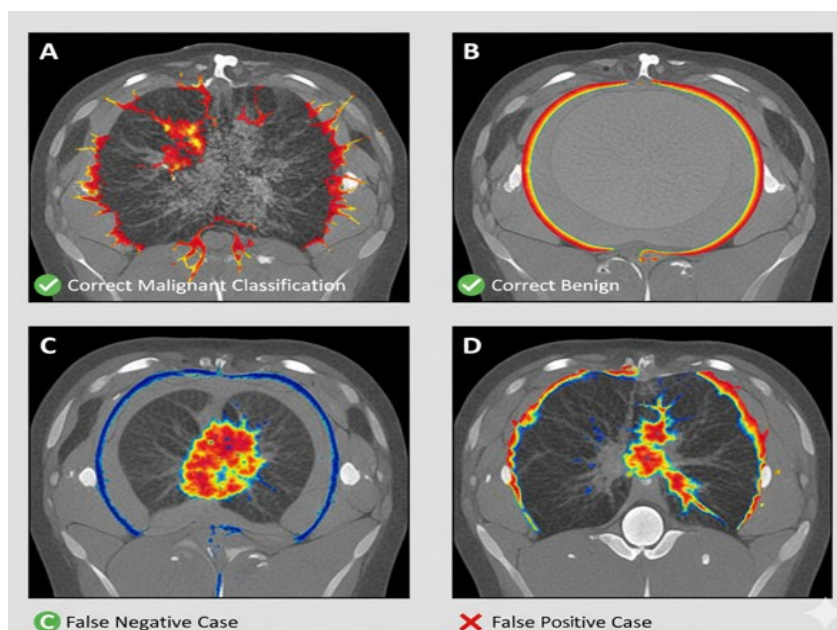 A
B
Correct Malignant Classification
Correct Benign
C
D
C False Negative Case
False Positive Case